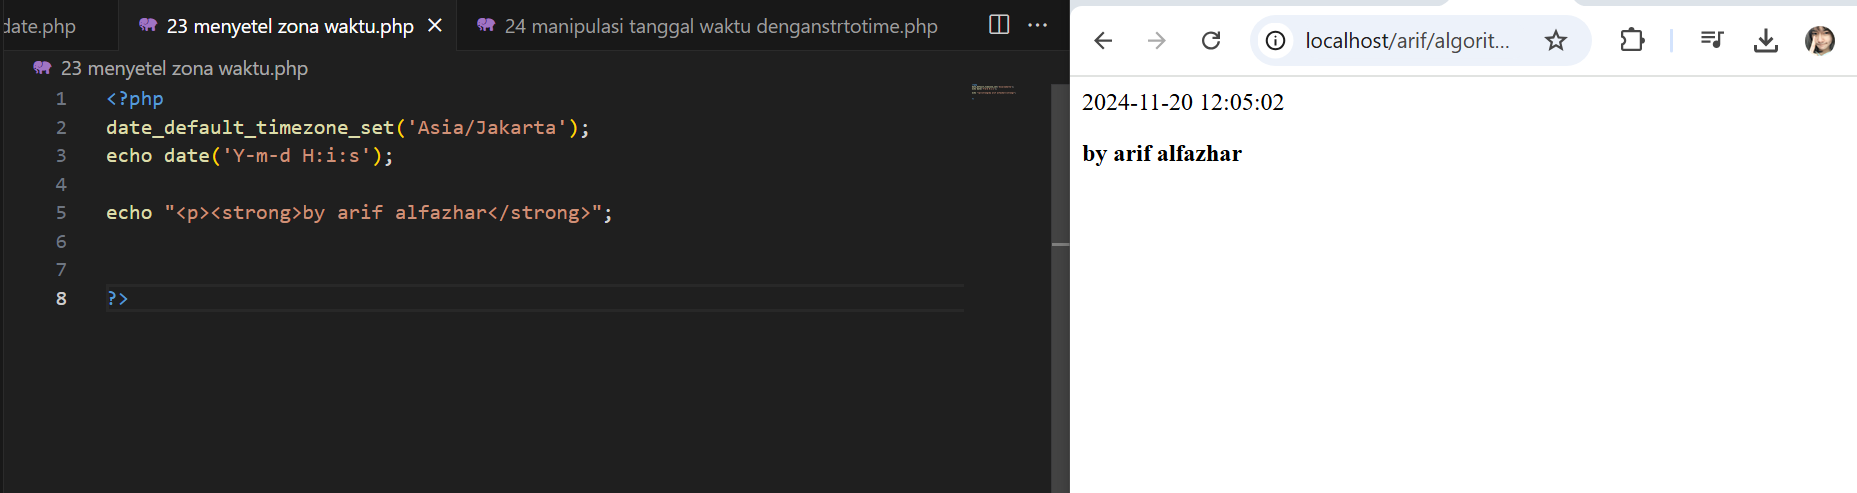 date.php
23 menyetel zona waktu.php
24 manipulasi tanggal waktu denganstrtotime.php
23 menyetel zona waktu.php
1 <?php
2 date_default_timezone_set('Asia/Jakarta');
3 echo date('Y-m-d H:i:s');
4
5 echo "<p><strong>by arif alfazhar</strong>";
6
7
8 ?>
localhost/arif/algorit...
2024-11-20 12:05:02
by arif alfazhar